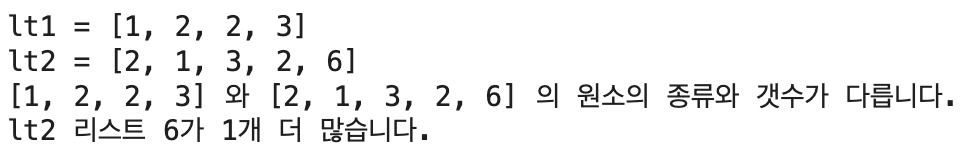 lt1 = [1, 2, 2, 3]
lt2 = [2, 1, 3, 2, 6]
[1, 2, 2, 3] 와 [2, 1, 3, 2, 6] 의 원소의 종류와 갯수가 다릅니다.
lt2 리스트 6가 1개 더 많습니다.